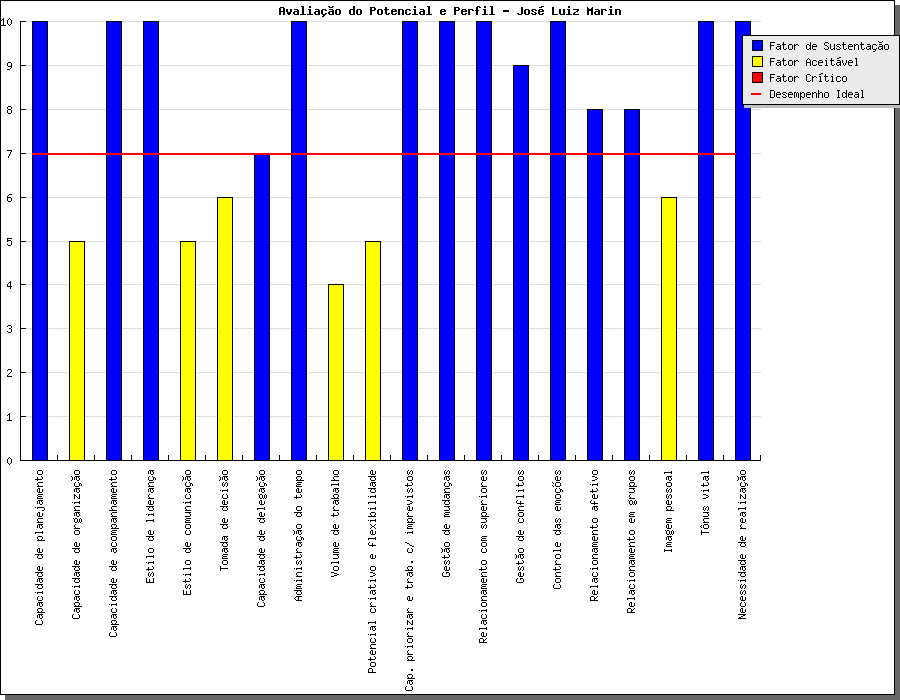 Avaliação do Potencial e Perfil - José Luiz Marin
Fator de Sustentação
Fator Aceitável
Fator Crítico
Desempenho Ideal
10
9
8
7
6
5
4
3
2
1
0
Capacidade de planejamento
Capacidade de organização
Capacidade de acompanhamento
Estilo de liderança
Estilo de comunicação
Tomada de decisão
Capacidade de delegação
Administração do tempo
Volume de trabalho
Potencial criativo e flexibilidade
Cap. priorizar e trab. c/ imprevistos
Gestão de mudanças
Relacionamento com superiores
Gestão de conflitos
Controle das emoções
Relacionamento afetivo
Relacionamento em grupos
Imagem pessoal
Tônus vital
Necessidade de realização